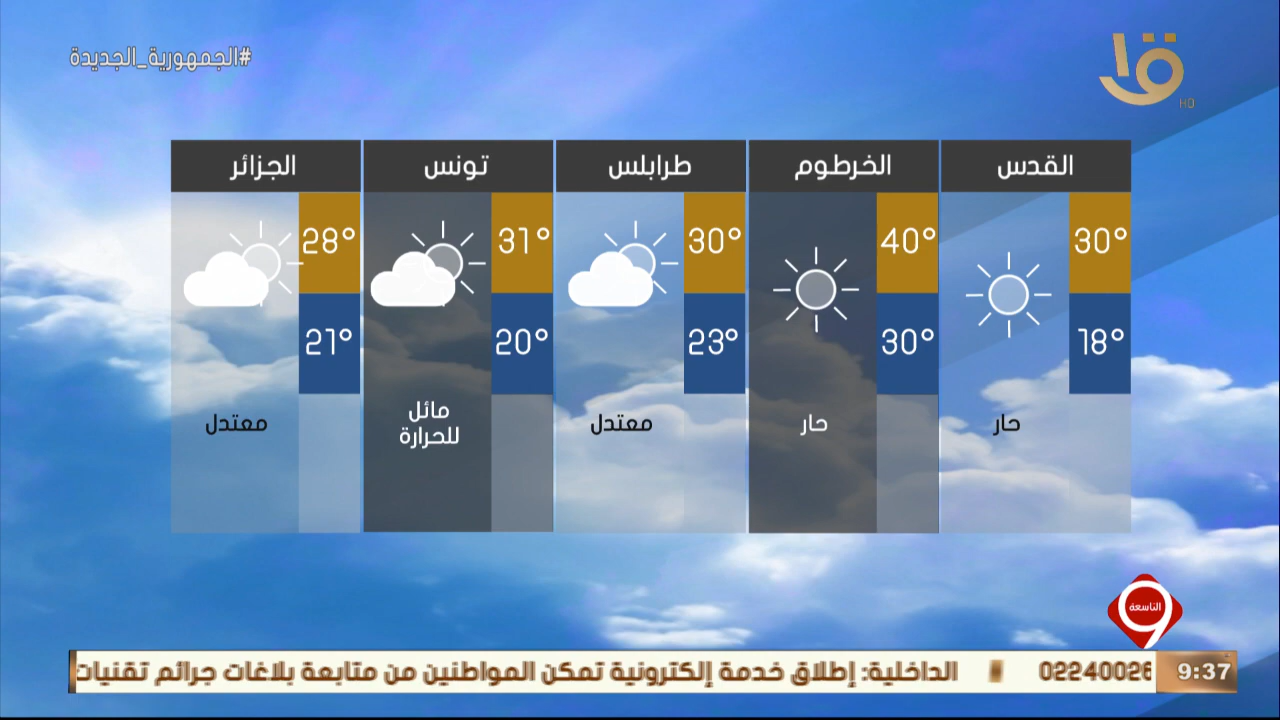 #الجمهورية_الجديدة
HD
القدس
30°
18°
حار
الخرطوم
40°
30°
حار
طرابلس
30°
23°
معتدل
تونس
31°
20°
مائل
للحرارة
الجزائر
28°
21°
معتدل
التاسعة
9
9:37
02240026
الداخلية: إطلاق خدمة إلكترونية تمكن المواطنين من متابعة بلاغات جرائم تقنيات